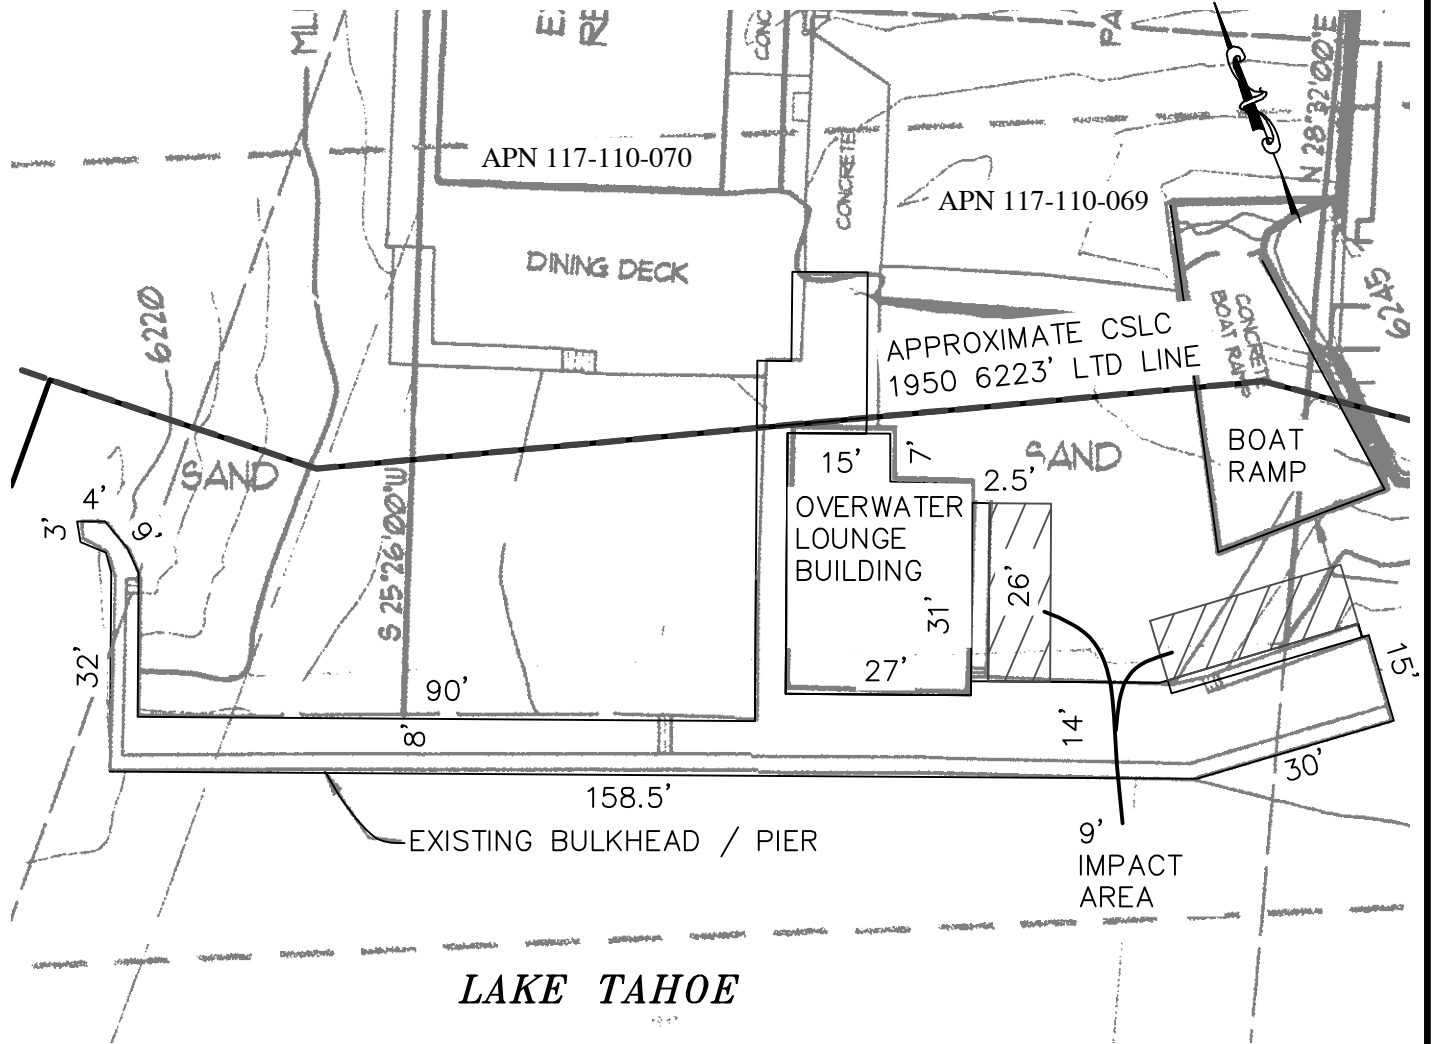 CONC
N 28°32'00"E
APN 117-110-070
CONCRETE
APN 117-110-069
DINING DECK
6220
6245
CONCRETE
BOAT RAMP
APPROXIMATE CSLC
1950 6223' LTD LINE
SAND
SAND
BOAT
RAMP
15'
7'
2.5'
4'
3'
9'
OVERWATER
LOUNGE
BUILDING
S 25°26'00"W
26'
31'
32'
27'
90'
15'
8'
14'
30'
158.5'
EXISTING BULKHEAD / PIER
9'
IMPACT
AREA
LAKE TAHOE